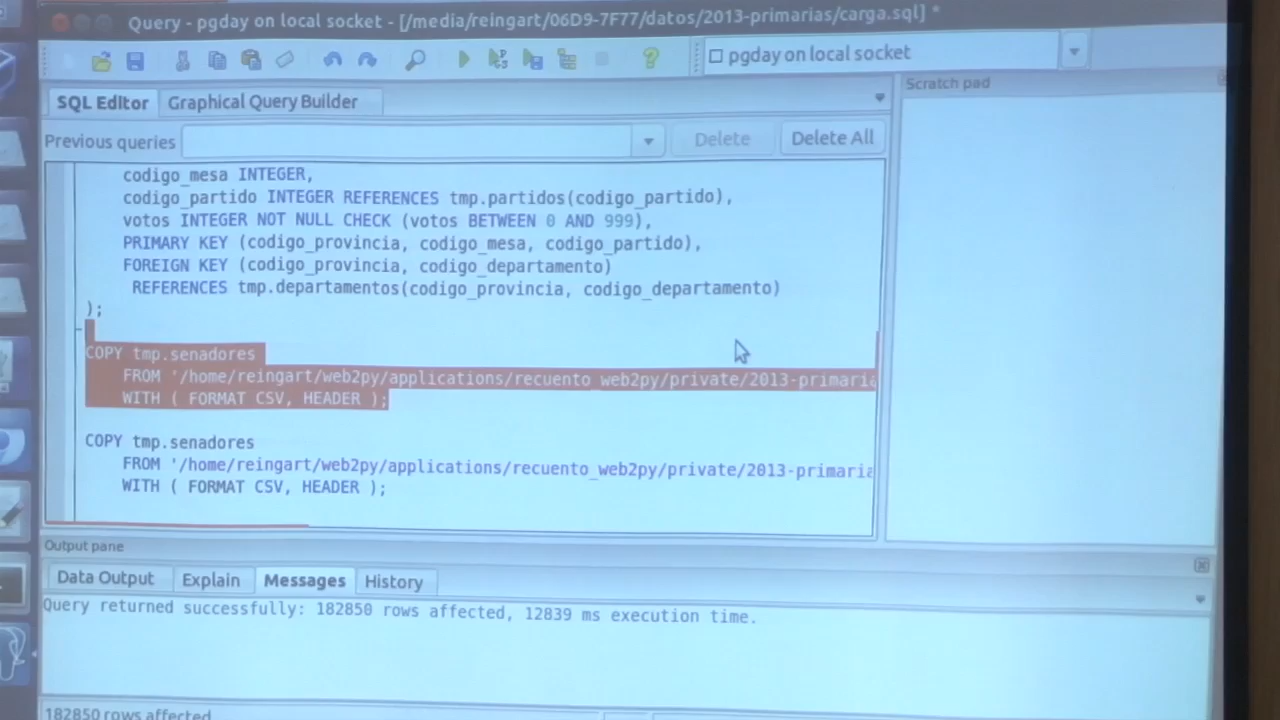 Query - pgday on local socket - [/media/reingart/06D9-7F77/datos/2013-primarias/carga.sql] *
pgday on local socket
Scratch pad
SQL Editor
Graphical Query Builder
Previous queries
Delete
Delete All
codigo_mesa INTEGER,
codigo_partido INTEGER REFERENCES tmp.partidos(codigo_partido),
votos INTEGER NOT NULL CHECK (votos BETWEEN 0 AND 999),
PRIMARY KEY (codigo_provincia, codigo_mesa, codigo_partido),
FOREIGN KEY (codigo_provincia, codigo_departamento)
REFERENCES tmp.departamentos(codigo_provincia, codigo_departamento)
);
COPY tmp.senadores
FROM '/home/reingart/web2py/applications/recuento_web2py/private/2013-primaria
WITH ( FORMAT CSV, HEADER );
COPY tmp.senadores
FROM '/home/reingart/web2py/applications/recuento_web2py/private/2013-primaria
WITH ( FORMAT CSV, HEADER );
Output pane
Data Output
Explain
Messages
History
Query returned successfully: 182850 rows affected, 12839 ms execution time.
182850 rows affected